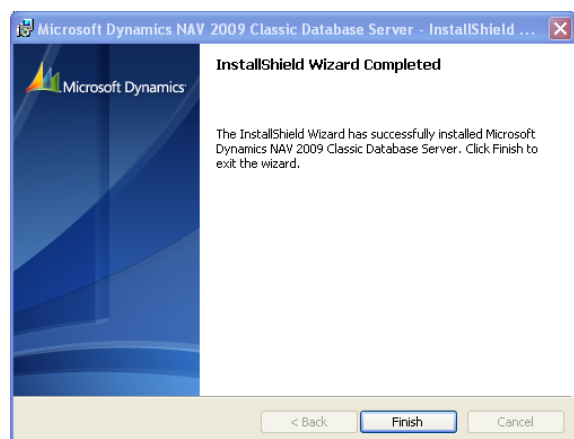 Microsoft Dynamics NAV 2009 Classic Database Server - InstallShield ...
InstallShield Wizard Completed
Microsoft Dynamics
The InstallShield Wizard has successfully installed Microsoft
Dynamics NAV 2009 Classic Database Server. Click Finish to
exit the wizard.
< Back Finish Cancel